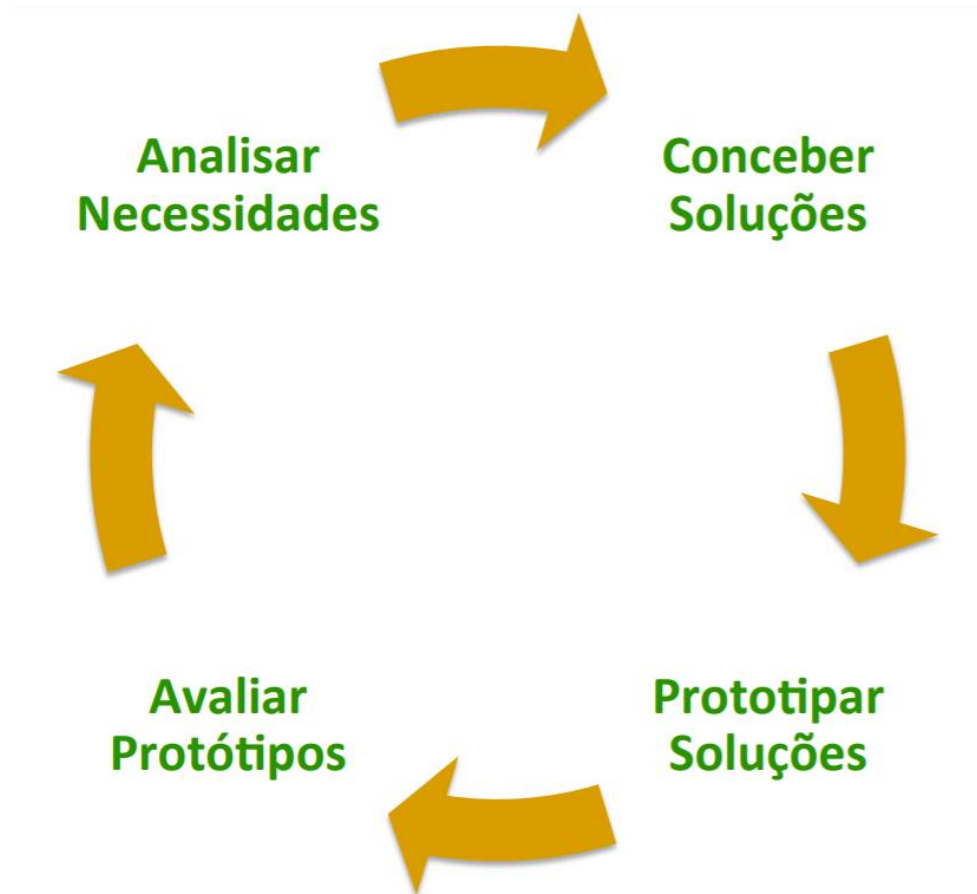 Analisar
Necessidades
Conceber
Soluções
Avaliar
Protótipos
Prototipar
Soluções